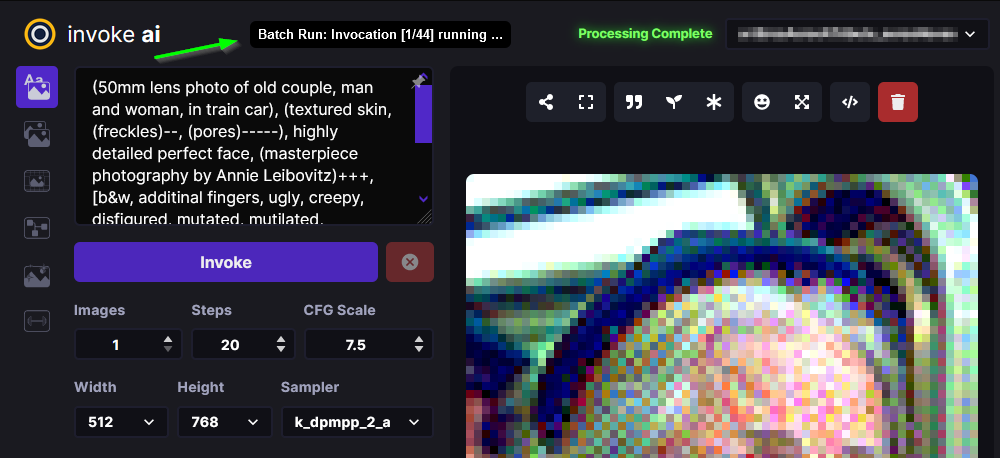 invoke ai
Batch Run: Invocation [1/44] running ...
Processing Complete
Aa
(50mm lens photo of old couple, man
and woman, in train car), (textured skin,
(freckles)--, (pores)-----), highly
detailed perfect face, (masterpiece
photography by Annie Leibovitz)+++,
[b&w, additinal fingers, ugly, creepy,
disfigured, mutated, mutilated,
Invoke
Images
Steps
CFG Scale
1
20
7.5
Width
Height
Sampler
512
768
k_dpmpp_2_a